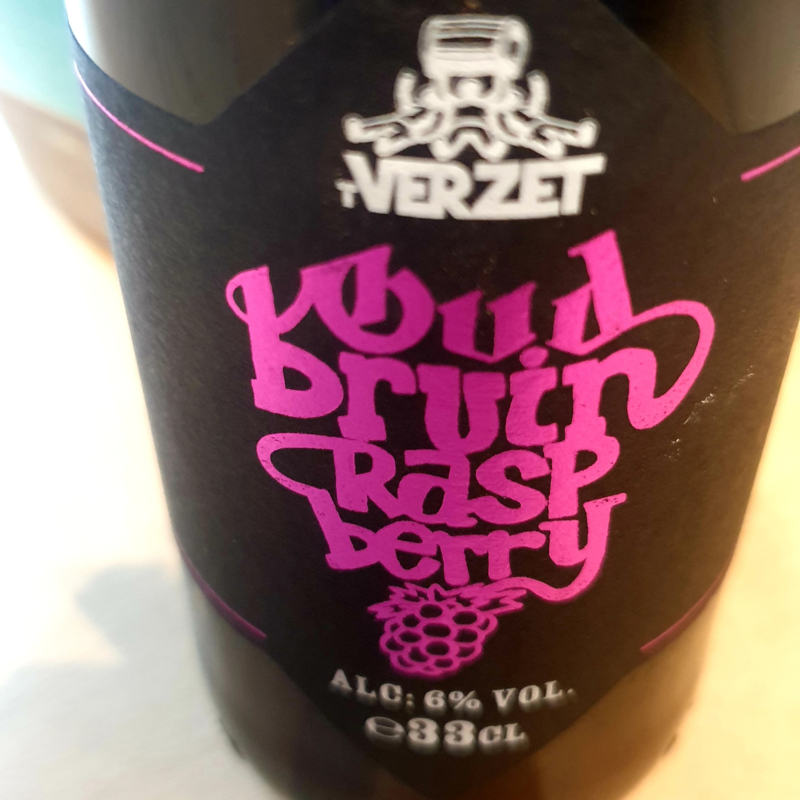 'T VERZET
Oud
bruin
Rasp
berry
ALC: 6% VOL.
℮33CL